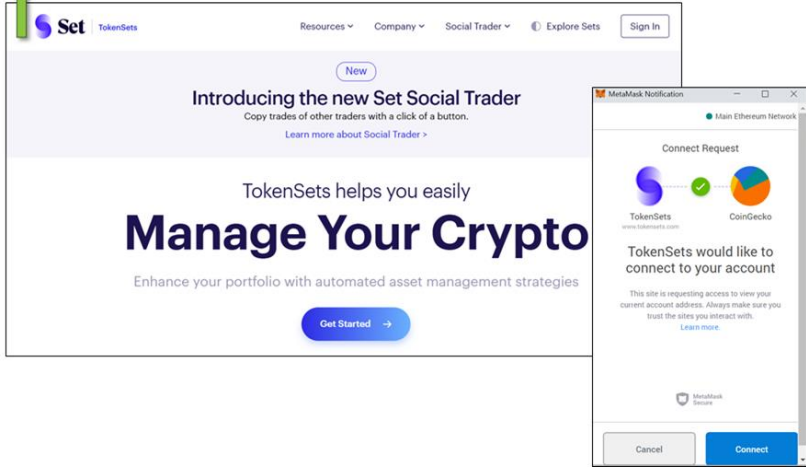 Set TokenSets
Resources Company Social Trader Explore Sets Sign In
New
Introducing the new Set Social Trader
Copy trades of other traders with a click of a button.
Learn more about Social Trader >
TokenSets helps you easily
Manage Your Crypto
Enhance your portfolio with automated asset management strategies
Get Started →
MetaMask Notification
Main Ethereum Network
Connect Request
TokenSets CoinGecko
www.tokensets.com
TokenSets would like to
connect to your account
This site is requesting access to view your
current account address. Always make sure you
trust the sites you interact with.
Learn more.
MetaMask
Secure
Cancel Connect